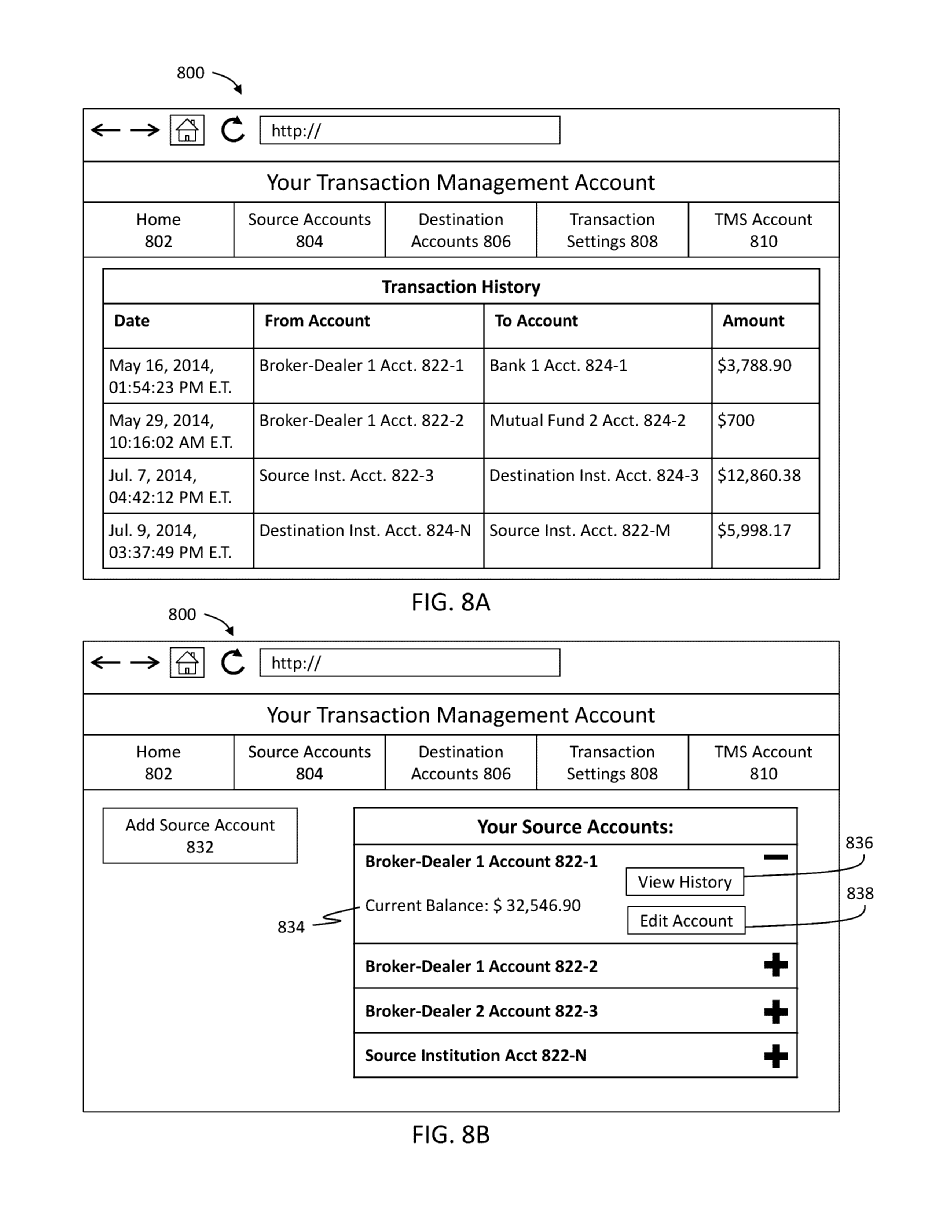 800
http://
Your Transaction Management Account
Home
802
Source Accounts
804
Destination
Accounts 806
Transaction
Settings 808
TMS Account
810
Transaction History
Date From Account To Account Amount
May 16, 2014, Broker-Dealer 1 Acct. 822-1 Bank 1 Acct. 824-1 $3,788.90
01:54:23 PM E.T.
May 29, 2014, Broker-Dealer 1 Acct. 822-2 Mutual Fund 2 Acct. 824-2 $700
10:16:02 AM E.T.
Jul. 7, 2014, Source Inst. Acct. 822-3 Destination Inst. Acct. 824-3 $12,860.38
04:42:12 PM E.T.
Jul. 9, 2014, Destination Inst. Acct. 824-N Source Inst. Acct. 822-M $5,998.17
03:37:49 PM E.T.
FIG. 8A
800
http://
Your Transaction Management Account
Home
802
Source Accounts
804
Destination
Accounts 806
Transaction
Settings 808
TMS Account
810
Add Source Account
832
Your Source Accounts:
Broker-Dealer 1 Account 822-1
836
View History
838
Current Balance: $ 32,546.90
834
Edit Account
Broker-Dealer 1 Account 822-2
Broker-Dealer 2 Account 822-3
Source Institution Acct 822-N
FIG. 8B